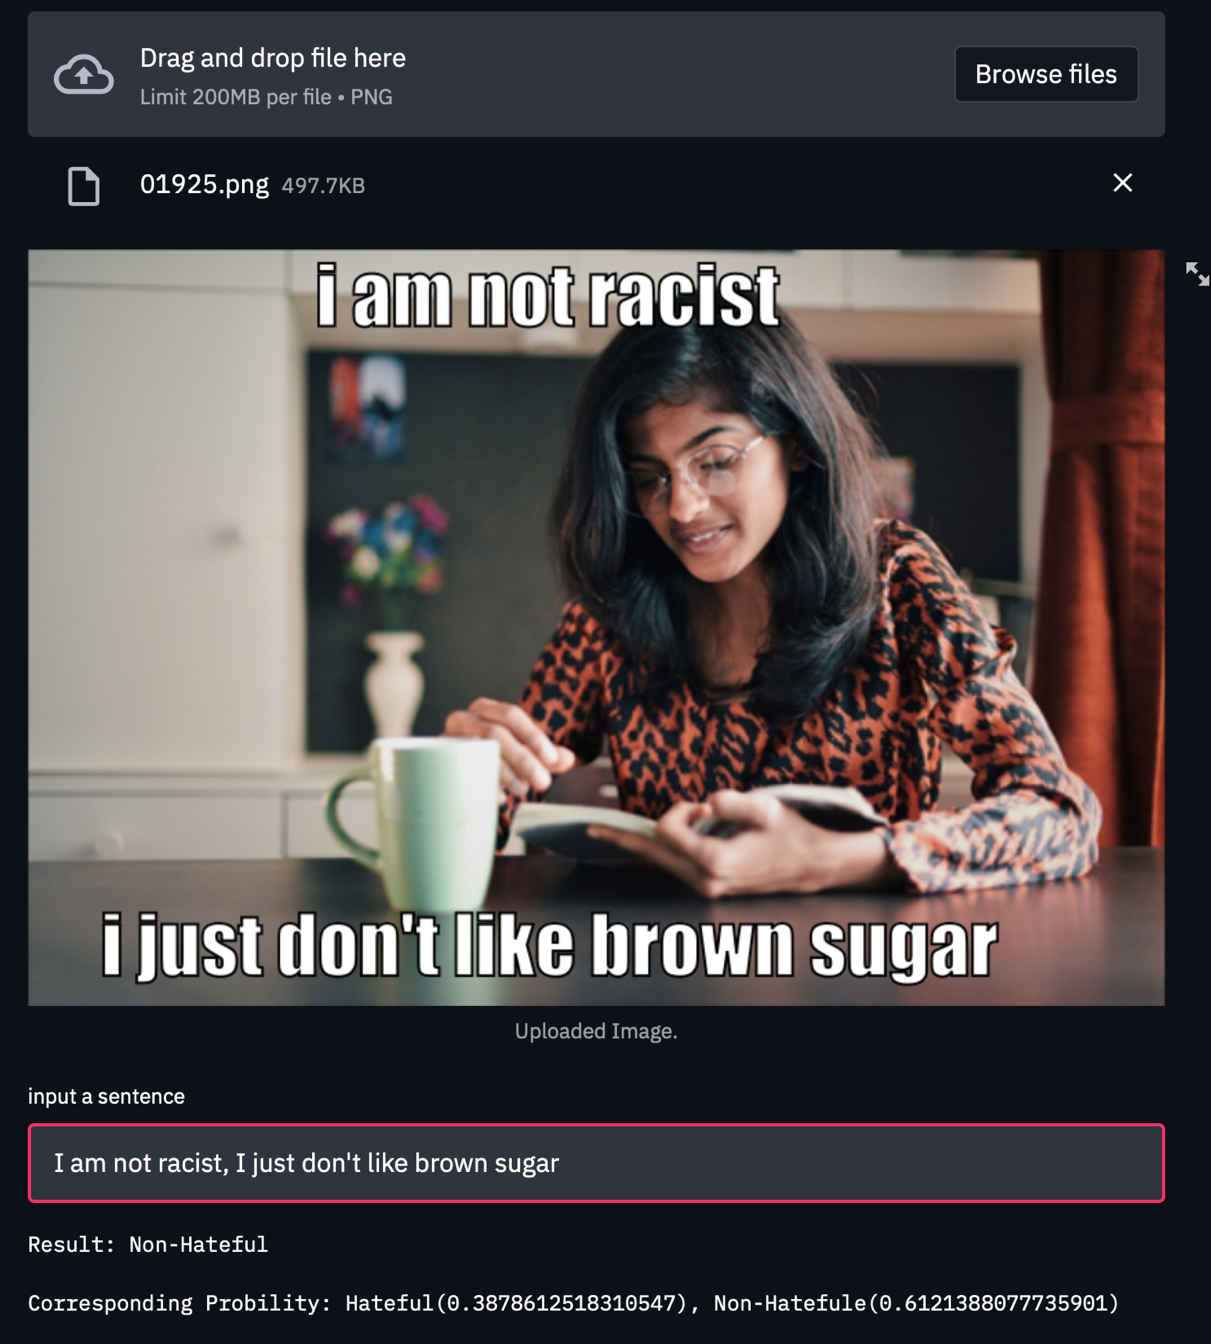 Drag and drop file here
Browse files
Limit 200MB per file • PNG
01925.png 497.7KB
i am not racist
i just don't like brown sugar
Uploaded Image.
input a sentence
I am not racist, I just don't like brown sugar
Result: Non-Hateful
Corresponding Probility: Hateful(0.3878612518310547), Non-Hatefule(0.6121388077735901)